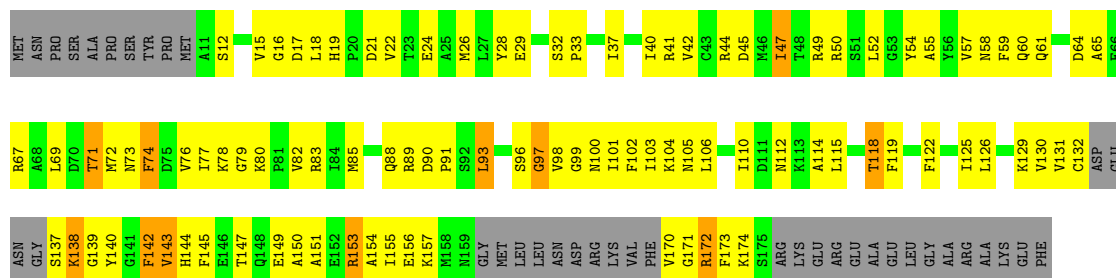 MET ASN PRO SER ALA PRO SER TYR PRO MET A11 S12 V15 G16 D17 L18 H19 P20 D21 V22 T23 E24 A25 M26 L27 Y28 E29 S32 P33 I37 I40 R41 V42 C43 R44 D45 M46 I47 T48 R49 R50 S51 L52 G53 Y54 A55 Y56 V57 N58 F59 Q60 Q61 D64 A65 E66
R67 A68 L69 D70 T71 M72 N73 F74 D75 V76 I77 K78 G79 K80 P81 V82 R83 I84 M85 Q88 R89 D90 P91 S92 L93 S96 G97 V98 G99 N100 I101 F102 I103 K104 N105 L106 I110 D111 N112 K113 A114 L115 T118 F119 F122 I125 L126 K129 V130 V131 C132 ASP GLU
ASN GLY S137 K138 G139 Y140 G141 F142 V143 H144 F145 E146 T147 Q148 E149 A150 A151 E152 R153 A154 I155 E156 K157 M158 N159 GLY MET LEU LEU ASN ASP ARG LYS VAL PHE V170 G171 R172 F173 K174 S175 ARG LYS GLU ARG GLU ALA GLU LEU GLY ALA ARG ALA LYS GLU PHE